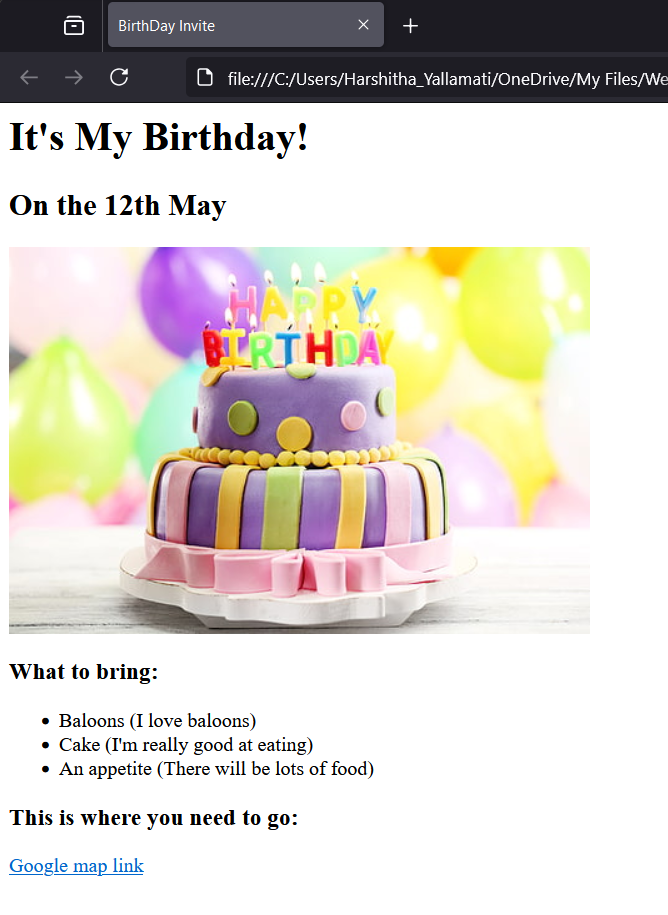 BirthDay Invite
file:///C:/Users/Harshitha_Yallamati/OneDrive/My Files/We
It's My Birthday!
On the 12th May
HAPPY
BIRTHDAY
What to bring:
Baloons (I love baloons)
Cake (I'm really good at eating)
An appetite (There will be lots of food)
This is where you need to go:
Google map link